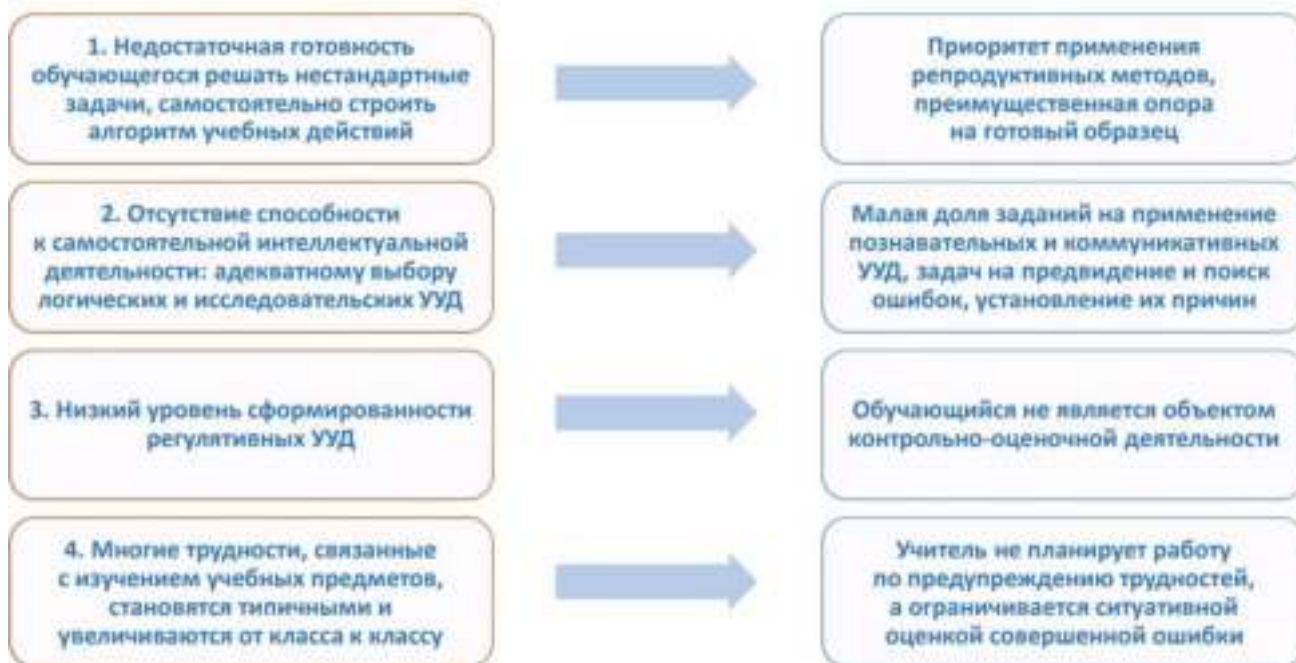 1. Недостаточная готовность
обучающегося решать нестандартные
задачи, самостоятельно строить
алгоритм учебных действий
Приоритет применения
репродуктивных методов,
преимущественная опора
на готовый образец
2. Отсутствие способности
к самостоятельной интеллектуальной
деятельности: адекватному выбору
логических и исследовательских УУД
Малая доля заданий на применение
познавательных и коммуникативных
УУД, задач на предвидение и поиск
ошибок, установление их причин
3. Низкий уровень сформированности
регулятивных УУД
Обучающийся не является объектом
контрольно-оценочной деятельности
4. Многие трудности, связанные
с изучением учебных предметов,
становятся типичными и
увеличиваются от класса к классу
Учитель не планирует работу
по предупреждению трудностей,
а ограничивается ситуативной
оценкой совершенной ошибки